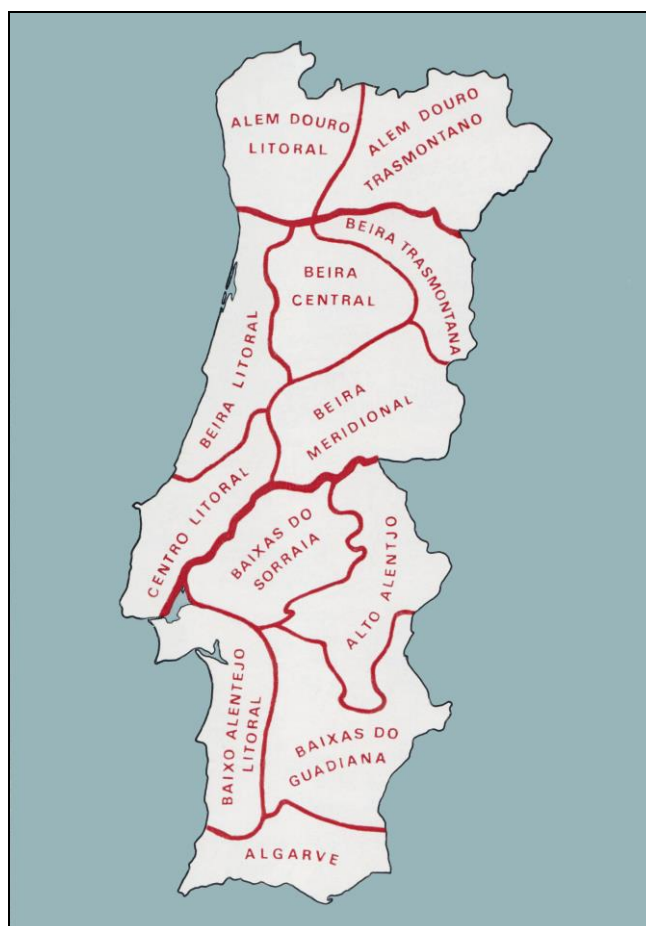 ALEM DOURO
LITORAL
ALEM DOURO
TRASMONTANO
BEIRA TRASMONTANA
BEIRA
CENTRAL
BEIRA LITORAL
BEIRA
MERIDIONAL
CENTRO LITORAL
BAIXAS DO
SORRAIA
ALTO ALENTJO
BAIXO ALENTEJO
LITORAL
BAIXAS DO
GUADIANA
ALGARVE